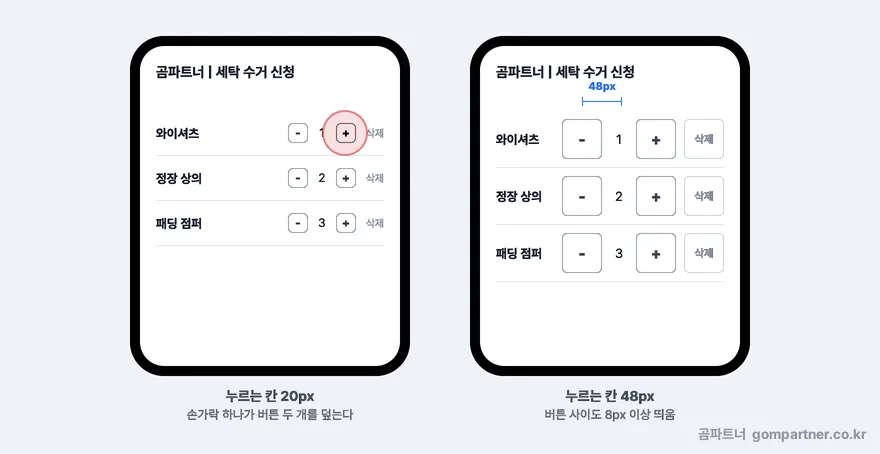 곰파트너 | 세탁 수거 신청
와이셔츠 - 1 + 삭제
정장 상의 - 2 + 삭제
패딩 점퍼 - 3 + 삭제
누르는 칸 20px
손가락 하나가 버튼 두 개를 덮는다
곰파트너 | 세탁 수거 신청
48px
와이셔츠 - 1 + 삭제
정장 상의 - 2 + 삭제
패딩 점퍼 - 3 + 삭제
누르는 칸 48px
버튼 사이도 8px 이상 띄움
곰파트너 gompartner.co.kr